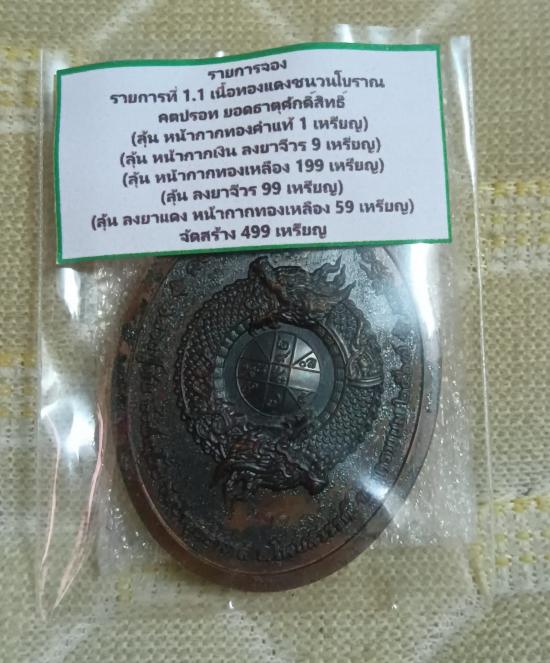 รายการจอง
รายการที่ 1.1 เนื้อทองแดงชนวนโบราณ
คตปรอท ยอดธาตุศักดิ์สิทธิ์
(ลุ้น หน้ากากทองคำแท้ 1 เหรียญ)
(ลุ้น หน้ากากเงิน ลงยาจีวร 9 เหรียญ)
(ลุ้น หน้ากากทองเหลือง 199 เหรียญ)
(ลุ้น ลงยาจีวร 99 เหรียญ)
(ลุ้น ลงยาแดง หน้ากากทองเหลือง 59 เหรียญ)
จัดสร้าง 499 เหรียญ